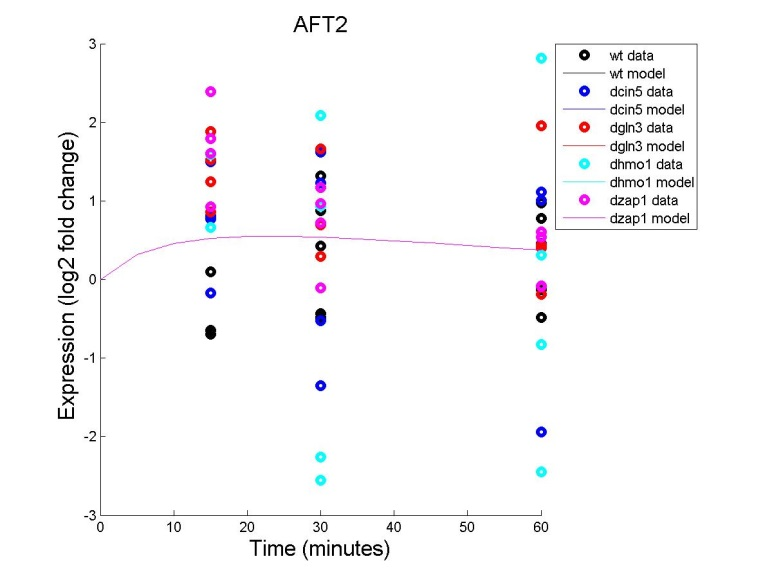 AFT2
3
2
1
0
-1
-2
-3
0
10
20
30
40
50
60
Expression (log2 fold change)
Time (minutes)
wt data
wt model
dcin5 data
dcin5 model
dgln3 data
dgln3 model
dhmo1 data
dhmo1 model
dzap1 data
dzap1 model